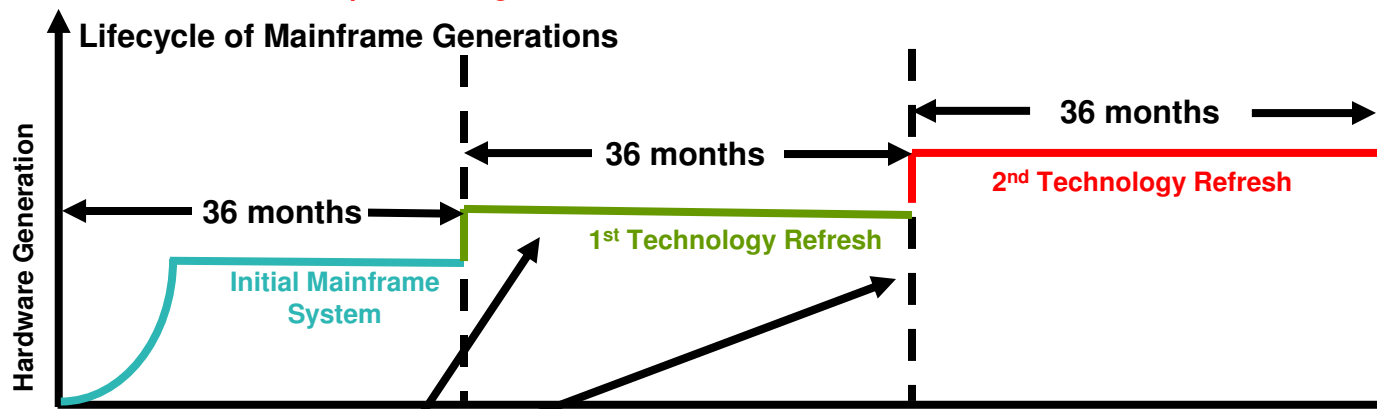 Lifecycle of Mainframe Generations
36 months
36 months
36 months
2nd Technology Refresh
1st Technology Refresh
Initial Mainframe
System
Hardware Generation